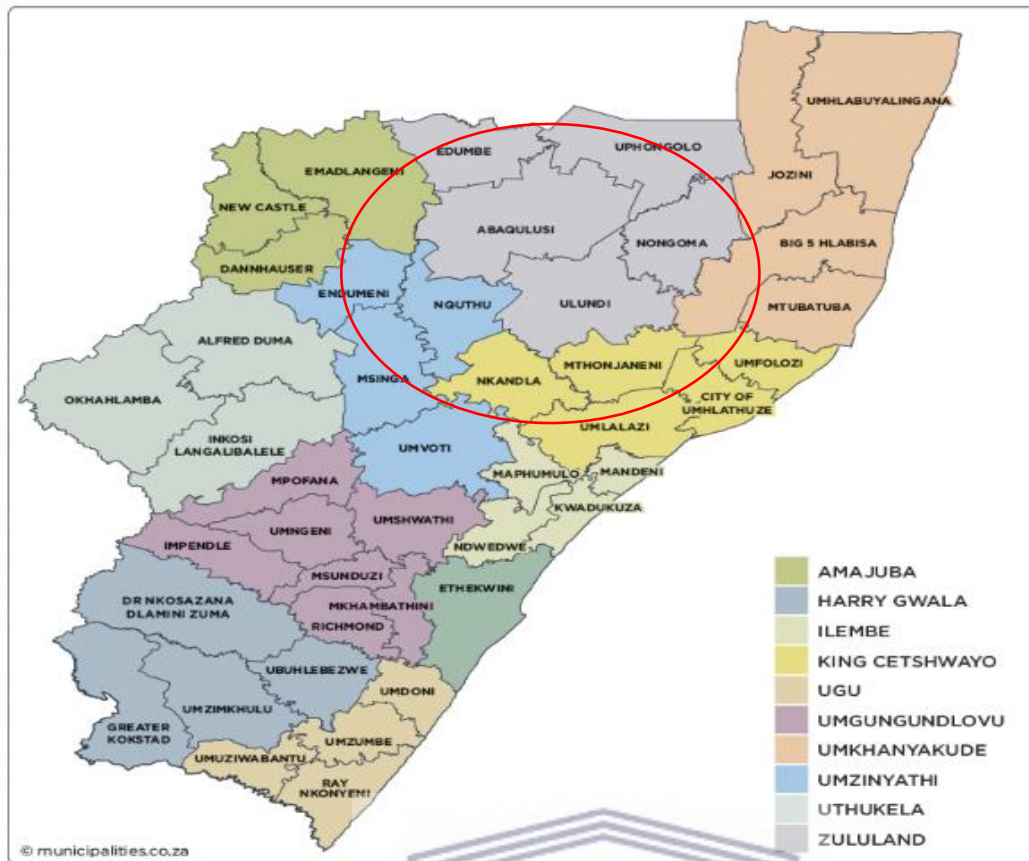 UMHLABUYALINGANA
EDUMBE
UPHONGOLO
EMADLANGENI
JOZINI
NEW CASTLE
ABAQULUSI
NONGOMA
BIG 5 HLABISA
DANNHAUSER
ENDUMENI
NQUTHU
ULUNDI
MTUBATUBA
ALFRED DUMA
MTHONJANENI
UMFOLOZI
MSINGA
NKANDLA
OKHAHLAMBA
CITY OF
UMHLATHUZE
INKOSI
LANGALIBALELE
UMVOTI
UMLALAZI
MAPHUMULO
MANDENI
MPOFANA
KWADUKUZA
UMSHWATHI
UMNGENI
IMPENDLE
NDWEDWE
MSUNDUZI
ETHEKWINI
DR NKOSAZANA
DLAMINI ZUMA
MKHAMBATHINI
RICHMOND
UBUHLEBEZWE
UMDONI
UMZIMKHULU
GREATER
KOKSTAD
UMZUMBE
UMUZIWABANTU
RAY
NKONYENI
AMAJUBA
HARRY GWALA
ILEMBE
KING CETSHWAYO
UGU
UMGUNGUNDLOVU
UMKHANYAKUDE
UMZINYATHI
UTHUKELA
ZULULAND
© municipalities.co.za